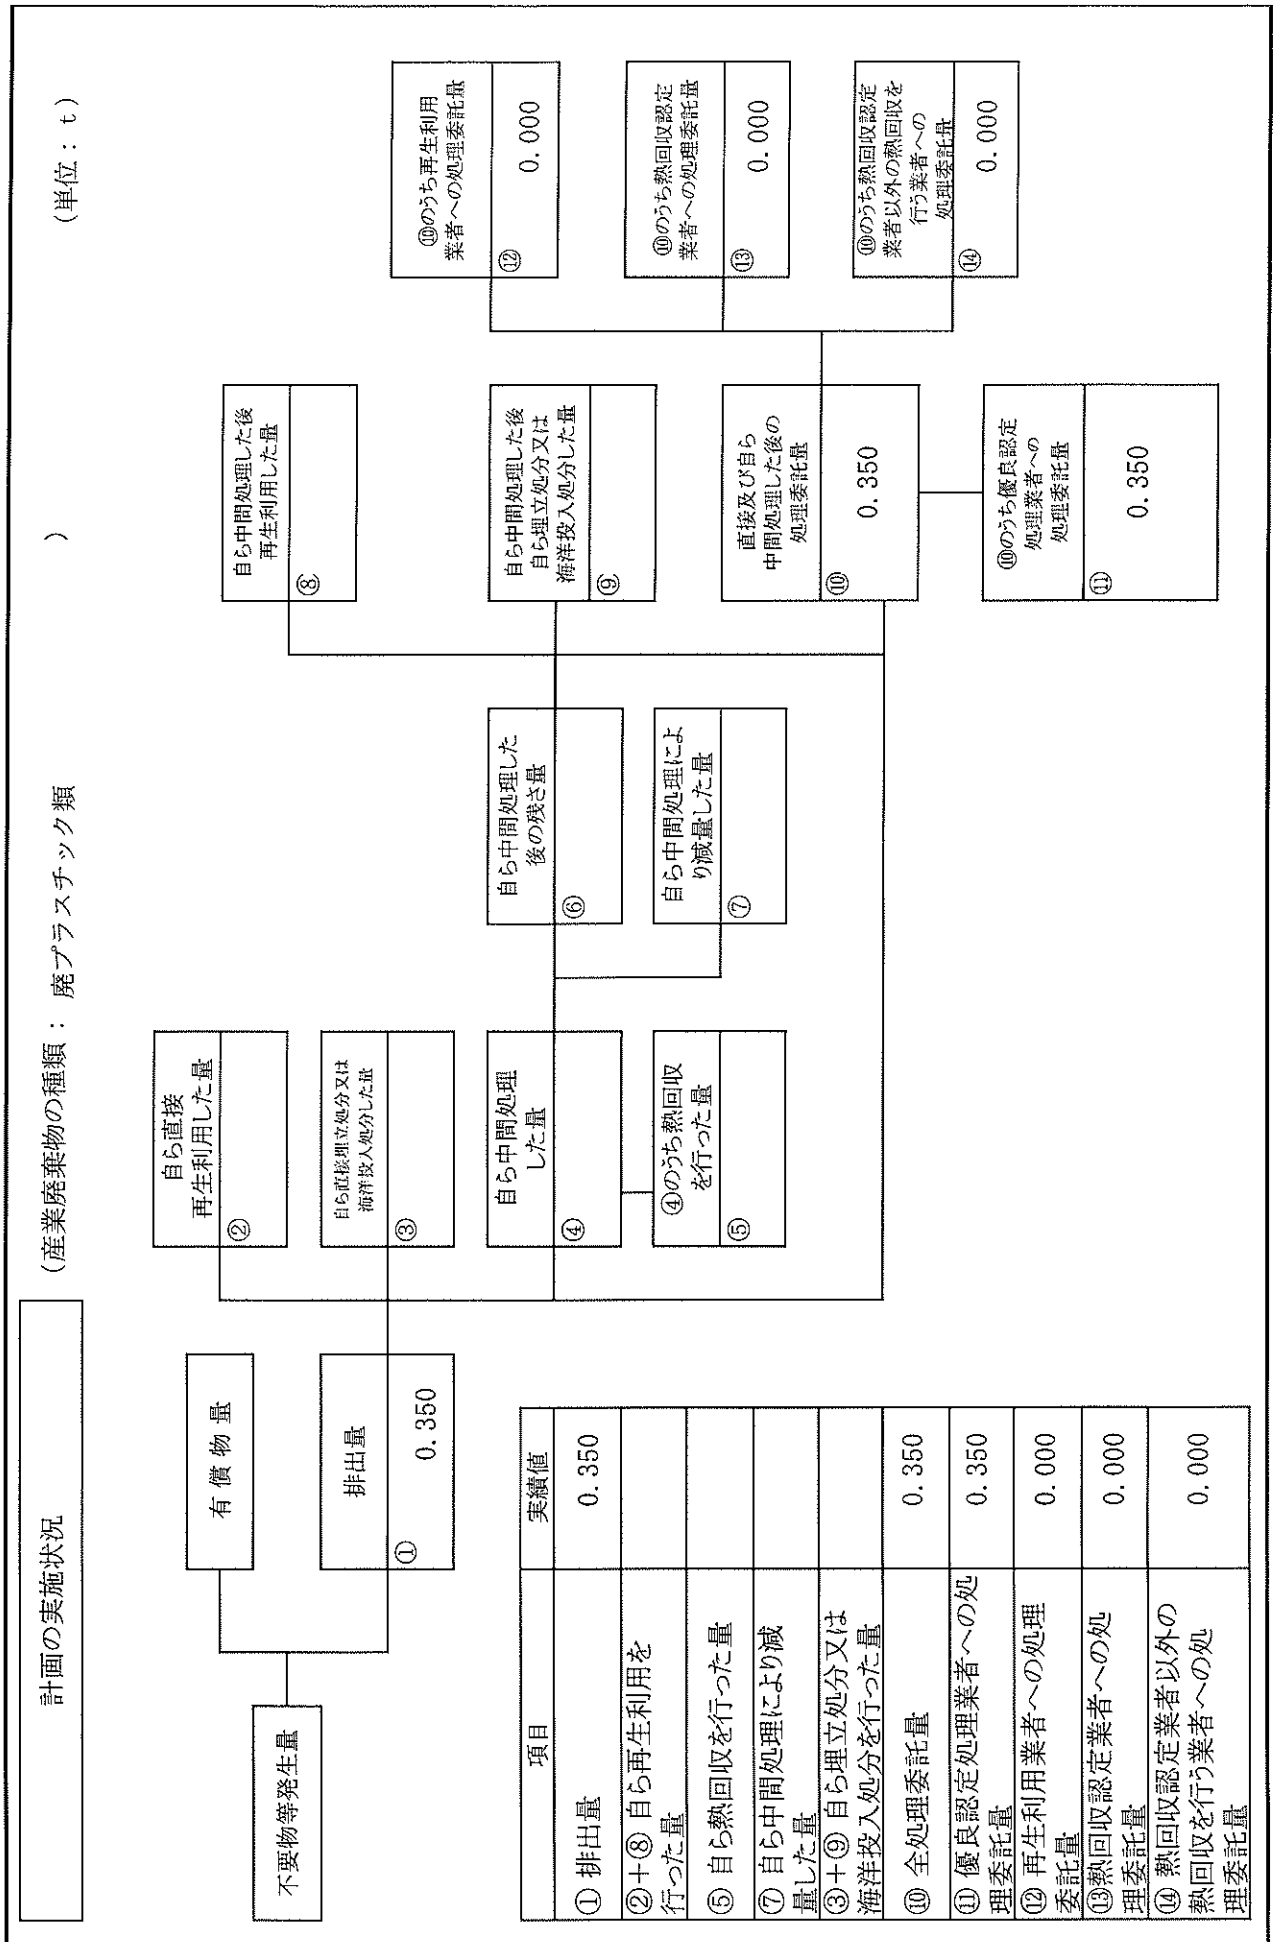 計画の実施状況
(産業廃棄物の種類： 廃プラスチック類 )
(単位：t)
不要物等発生量
有償物量
排出量
① 0.350
自ら直接
再生利用した量
②
自ら直接埋立処分又は
海洋投入処分した量
③
自ら中間処理
した量
④
④のうち熱回収
を行った量
⑤
自ら中間処理した
後の残さ量
⑥
自ら中間処理によ
り減量した量
⑦
自ら中間処理した後
再生利用した量
⑧
自ら中間処理した後
自ら埋立処分又は
海洋投入処分した量
⑨
直接及び自ら
中間処理した後の
処理委託量
⑩ 0.350
⑩のうち優良認定
処理業者への
処理委託量
⑪ 0.350
⑩のうち再生利用
業者への処理委託量
⑫ 0.000
⑩のうち熱回収認定
業者への処理委託量
⑬ 0.000
⑩のうち熱回収認定
業者以外の熱回収を
行う業者への
処理委託量
⑭ 0.000
項目 実績値
① 排出量 0.350
②+⑧ 自ら再生利用を
行った量
⑤ 自ら熱回収を行った量
⑦ 自ら中間処理により減
量した量
③+⑨ 自ら埋立処分又は
海洋投入処分を行った量
⑩ 全処理委託量 0.350
⑪ 優良認定処理業者への処
理委託量 0.350
⑫ 再生利用業者への処理
委託量 0.000
⑬熱回収認定業者への処
理委託量 0.000
⑭ 熱回収認定業者以外の
熱回収を行う業者への処
理委託量 0.000